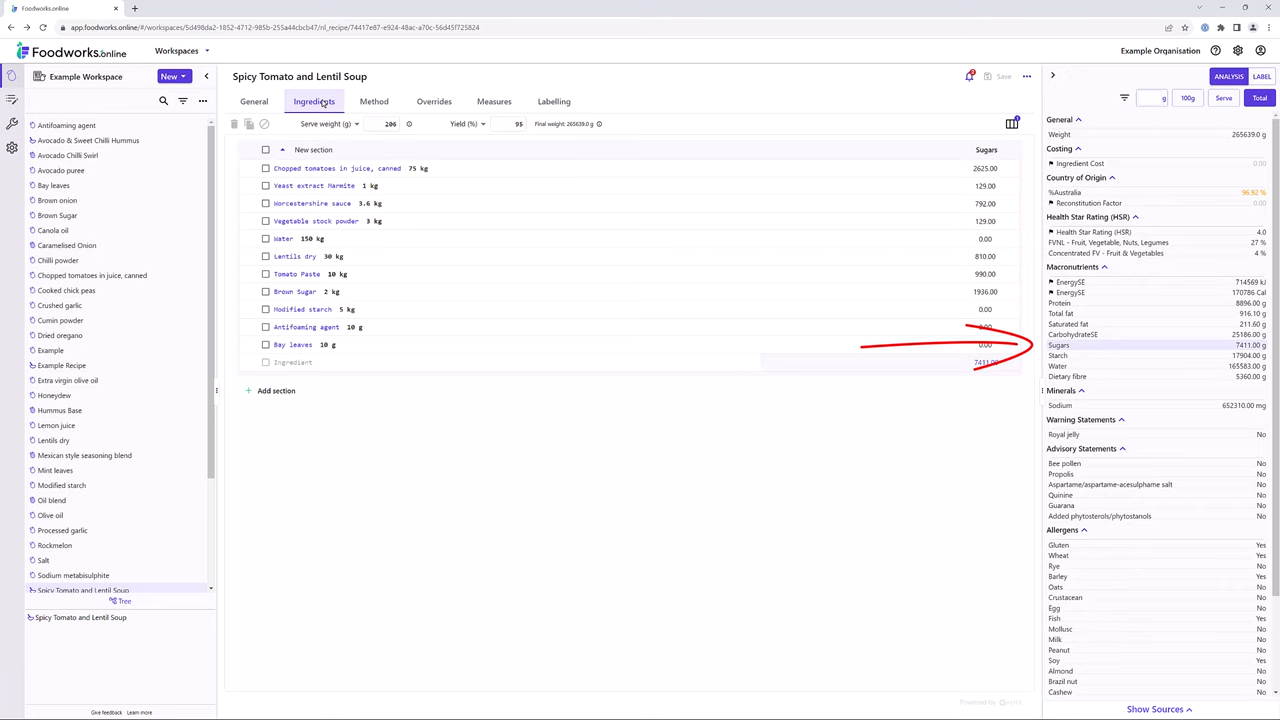 Foodworks.online
app.foodworks.online/#/workspaces/5d498da2-1852-4712-985b-255a44cbcb47/nl_recipe/74417e87-e924-48ac-a70c-56d45f725824
Foodworks.online Workspaces Example Organisation
Example Workspace New
Tree
Antifoaming agent
Avocado & Sweet Chilli Hummus
Avocado Chilli Swirl
Avocado puree
Bay leaves
Brown onion
Brown Sugar
Canola oil
Caramelised Onion
Chilli powder
Chopped tomatoes in juice, canned
Cooked chick peas
Crushed garlic
Cumin powder
Dried oregano
Example
Example Recipe
Extra virgin olive oil
Honeydew
Hummus Base
Lemon juice
Lentils dry
Mexican style seasoning blend
Mint leaves
Modified starch
Oil blend
Olive oil
Processed garlic
Rockmelon
Salt
Sodium metabisulphite
Spicy Tomato and Lentil Soup
Spicy Tomato and Lentil Soup
Give feedback Learn more
Spicy Tomato and Lentil Soup 2 Save
General Ingredients Method Overrides Measures Labelling
Serve weight (g) 206 Yield (%) 95 Final weight: 265639.0 g 1
New section Sugars
Chopped tomatoes in juice, canned 75 kg 2625.00
Yeast extract Marmite 1 kg 129.00
Worcestershire sauce 3.6 kg 792.00
Vegetable stock powder 3 kg 129.00
Water 150 kg 0.00
Lentils dry 30 kg 810.00
Tomato Paste 10 kg 990.00
Brown Sugar 2 kg 1936.00
Modified starch 5 kg 0.00
Antifoaming agent 10 g 0.00
Bay leaves 10 g 0.00
Ingredient 7411.00
+ Add section
Powered by xyris
ANALYSIS LABEL
g 100g Serve Total
General
Weight 265639.0 g
Costing
Ingredient Cost 0.00
Country of Origin
%Australia 96.92 %
Reconstitution Factor 0.00
Health Star Rating (HSR)
Health Star Rating (HSR) 4.0
FVNL - Fruit, Vegetable, Nuts, Legumes 27 %
Concentrated FV - Fruit & Vegetables 4 %
Macronutrients
EnergySE 714569 kJ
EnergySE 170786 Cal
Protein 8896.00 g
Total fat 916.10 g
Saturated fat 211.60 g
CarbohydrateSE 25186.00 g
Sugars 7411.00 g
Starch 17904.00 g
Water 165583.00 g
Dietary fibre 5360.00 g
Minerals
Sodium 652310.00 mg
Warning Statements
Royal jelly No
Advisory Statements
Bee pollen No
Propolis No
Aspartame/aspartame-acesulphame salt No
Quinine No
Guarana No
Added phytosterols/phytostanols No
Allergens
Gluten Yes
Wheat Yes
Rye No
Barley Yes
Oats No
Crustacean No
Egg No
Fish Yes
Mollusc No
Milk No
Peanut No
Soy Yes
Almond No
Brazil nut No
Cashew No
Show Sources